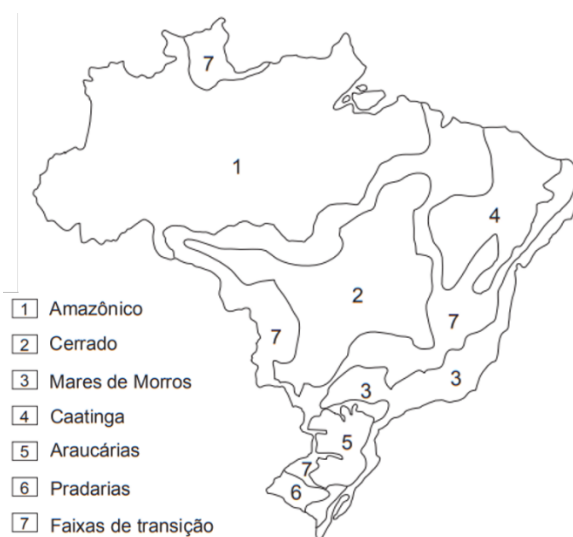 7
1
4
2
7
7
3
3
5
7
6
1 Amazônico
2 Cerrado
3 Mares de Morros
4 Caatinga
5 Araucárias
6 Pradarias
7 Faixas de transição